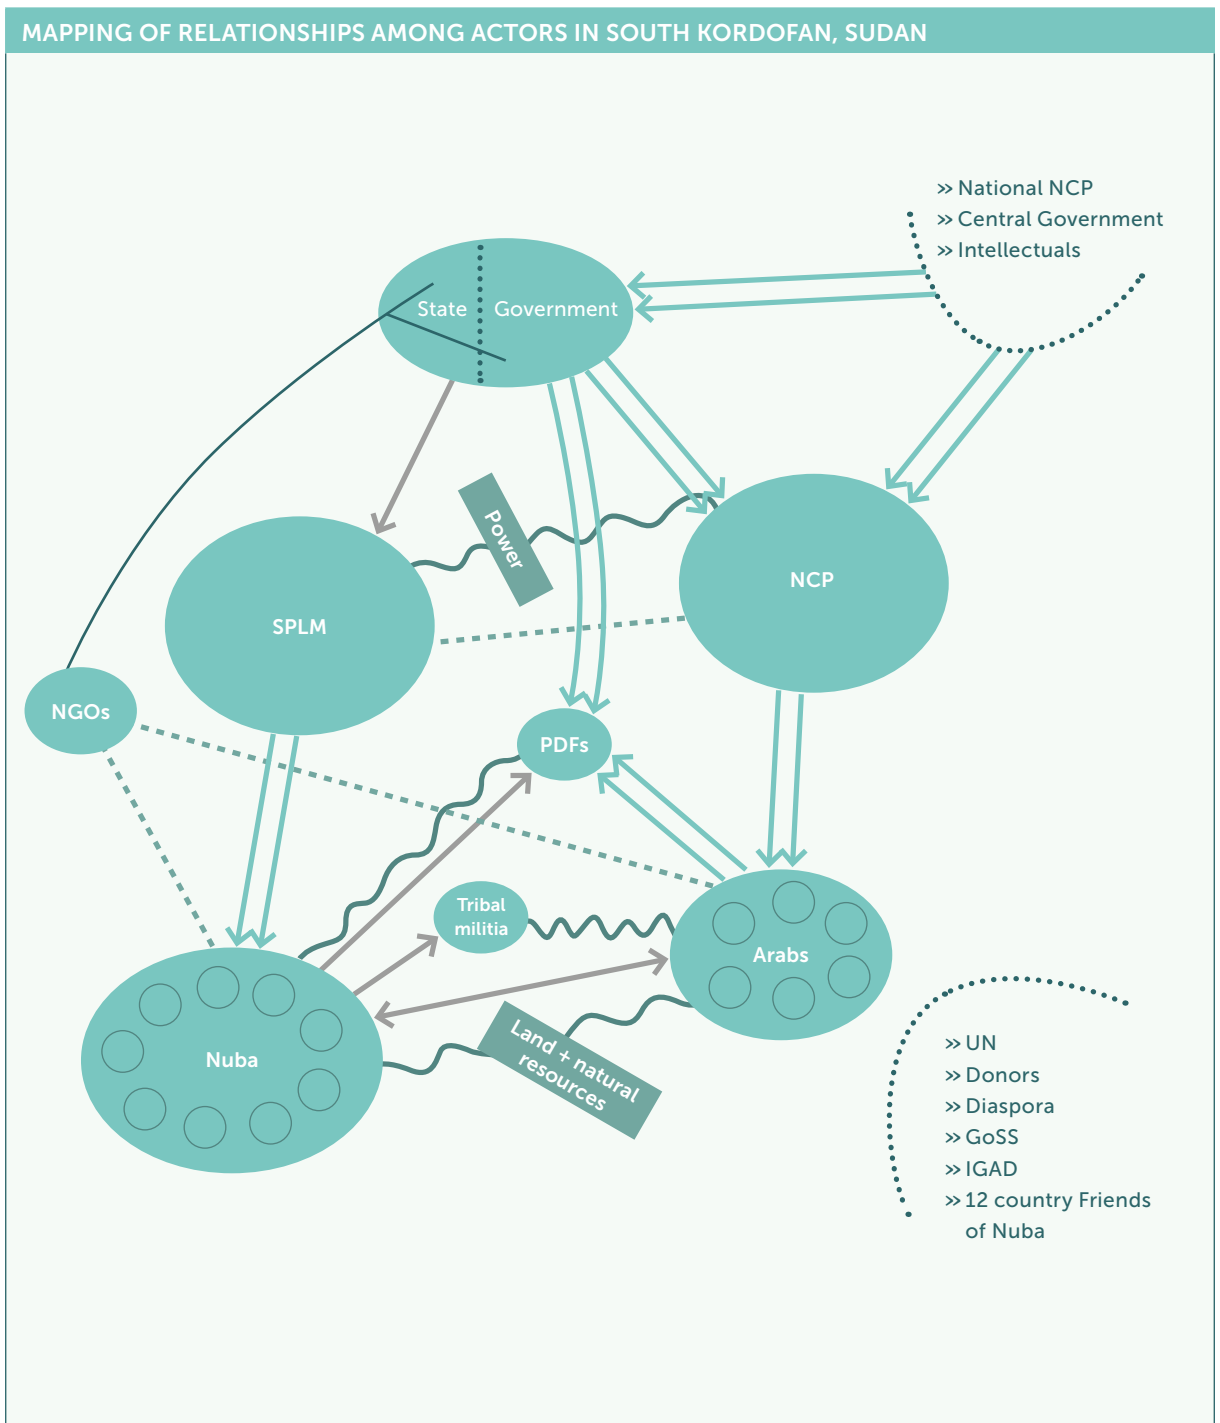 MAPPING OF RELATIONSHIPS AMONG ACTORS IN SOUTH KORDOFAN, SUDAN
» National NCP
» Central Government
» Intellectuals
State
Government
Power
NCP
SPLM
NGOs
PDFs
Tribal
militia
Arabs
Nuba
Land + natural
resources
» UN
» Donors
» Diaspora
» GoSS
» IGAD
» 12 country Friends
of Nuba